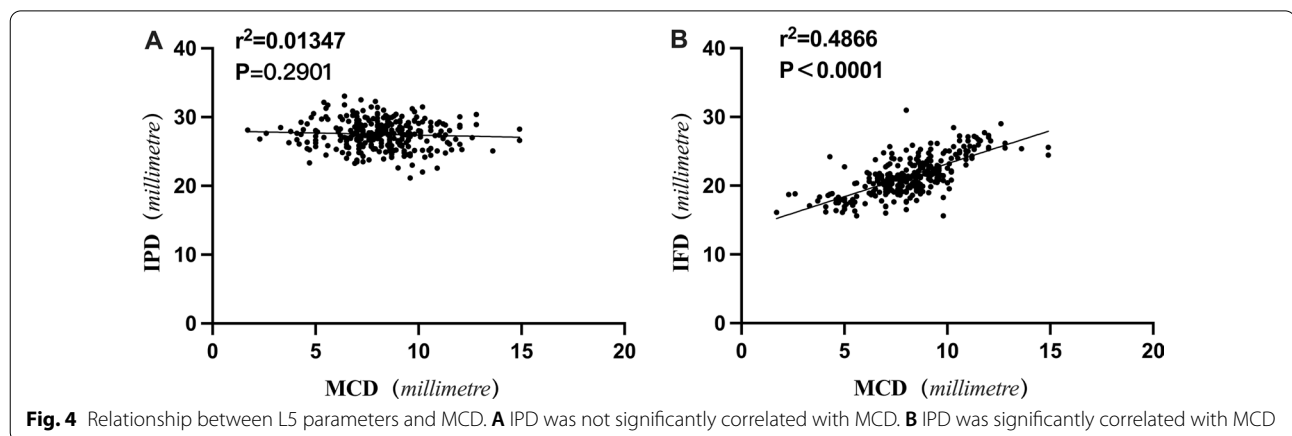 A
r²=0.01347
P=0.2901
40
30
20
10
0
IPD (millimetre)
0 5 10 15 20
MCD (millimetre)
B
r²=0.4866
P<0.0001
40
30
20
10
0
IFD (millimetre)
0 5 10 15 20
MCD (millimetre)
Fig. 4 Relationship between L5 parameters and MCD. A IPD was not significantly correlated with MCD. B IPD was significantly correlated with MCD